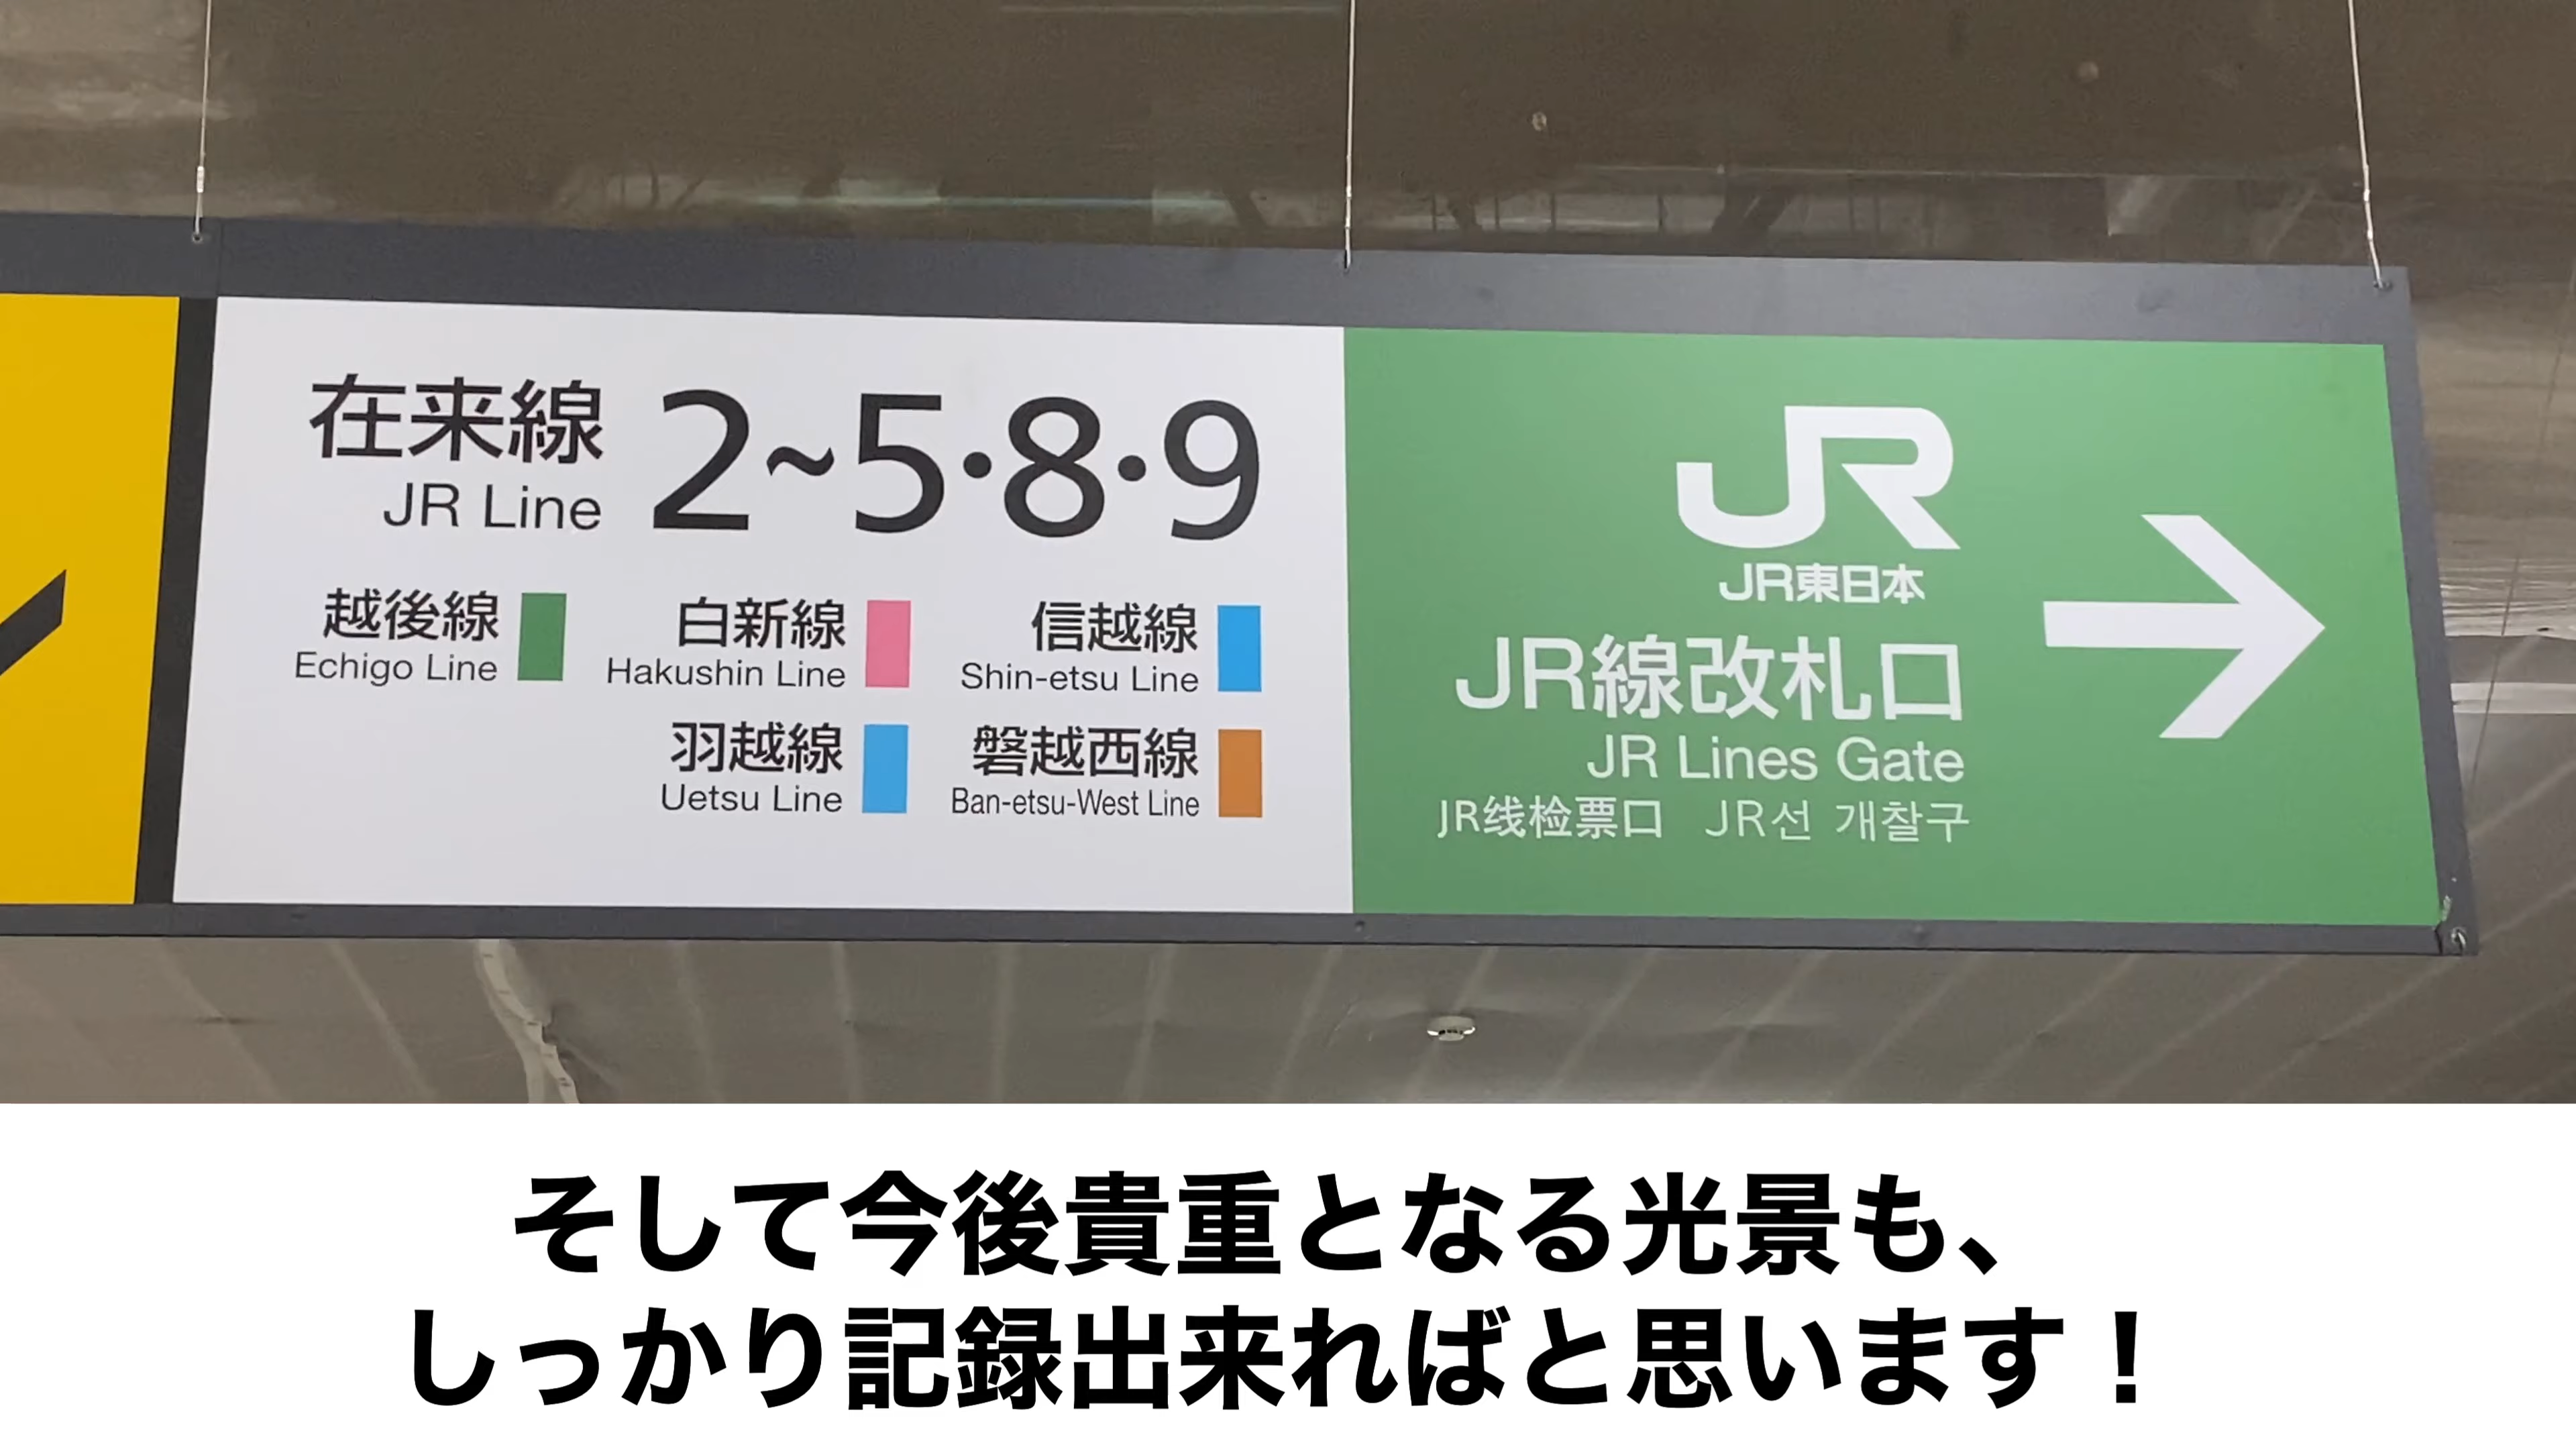 在来線 2~5・8・9
JR Line
越後線 白新線 信越線
Echigo Line Hakushin Line Shin-etsu Line
羽越線 磐越西線
Uetsu Line Ban-etsu-West Line
JR
JR東日本
JR線改札口
JR Lines Gate
JR线检票口 JR선 개찰구
そして今後貴重となる光景も、
しっかり記録出来ればと思います！